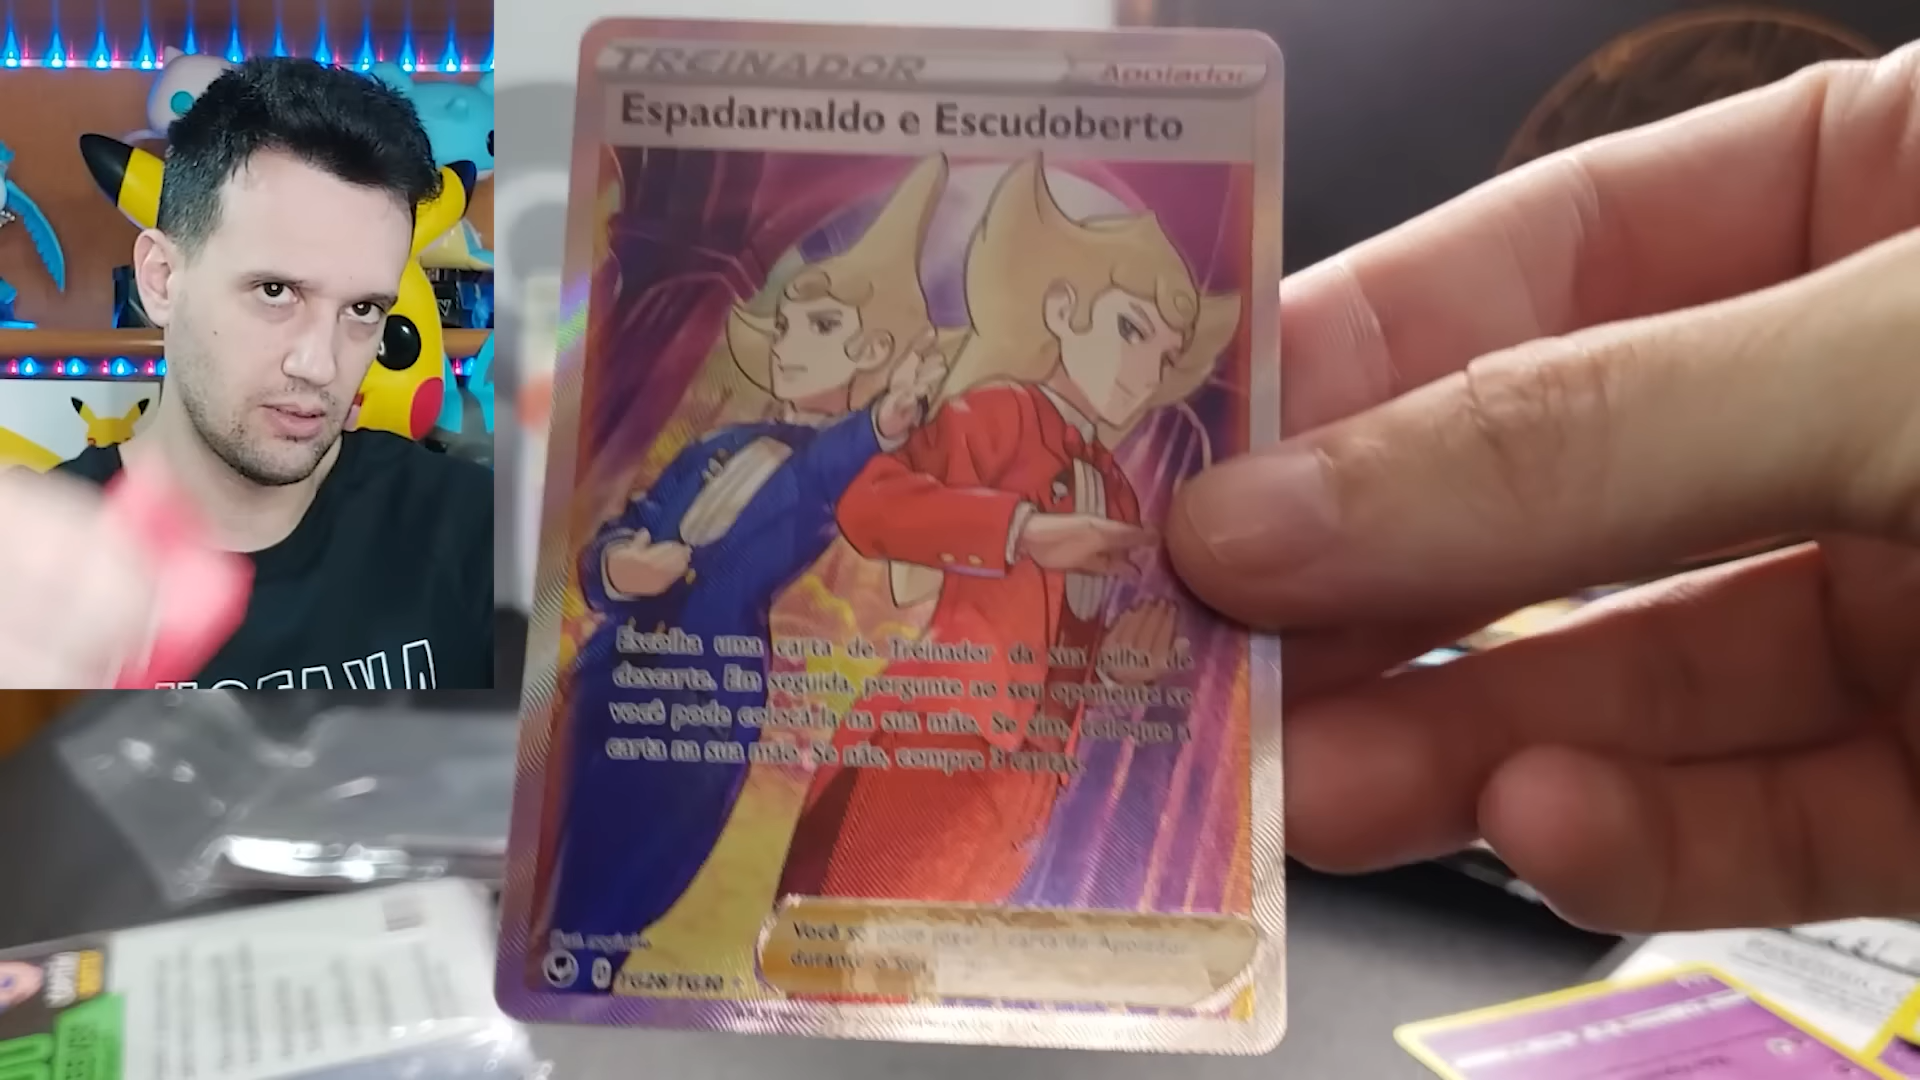 TREINADOR
Apoiador
Espadarnaldo e Escudoberto
Escolha uma carta de Treinador da sua pilha de
descarte. Em seguida, pergunte ao seu oponente se
você pode colocá-la na sua mão. Se sim, coloque a
carta na sua mão. Se não, compre 3 cartas.
Você só pode jogar 1 carta de Apoiador
durante o seu
TG28/TG30